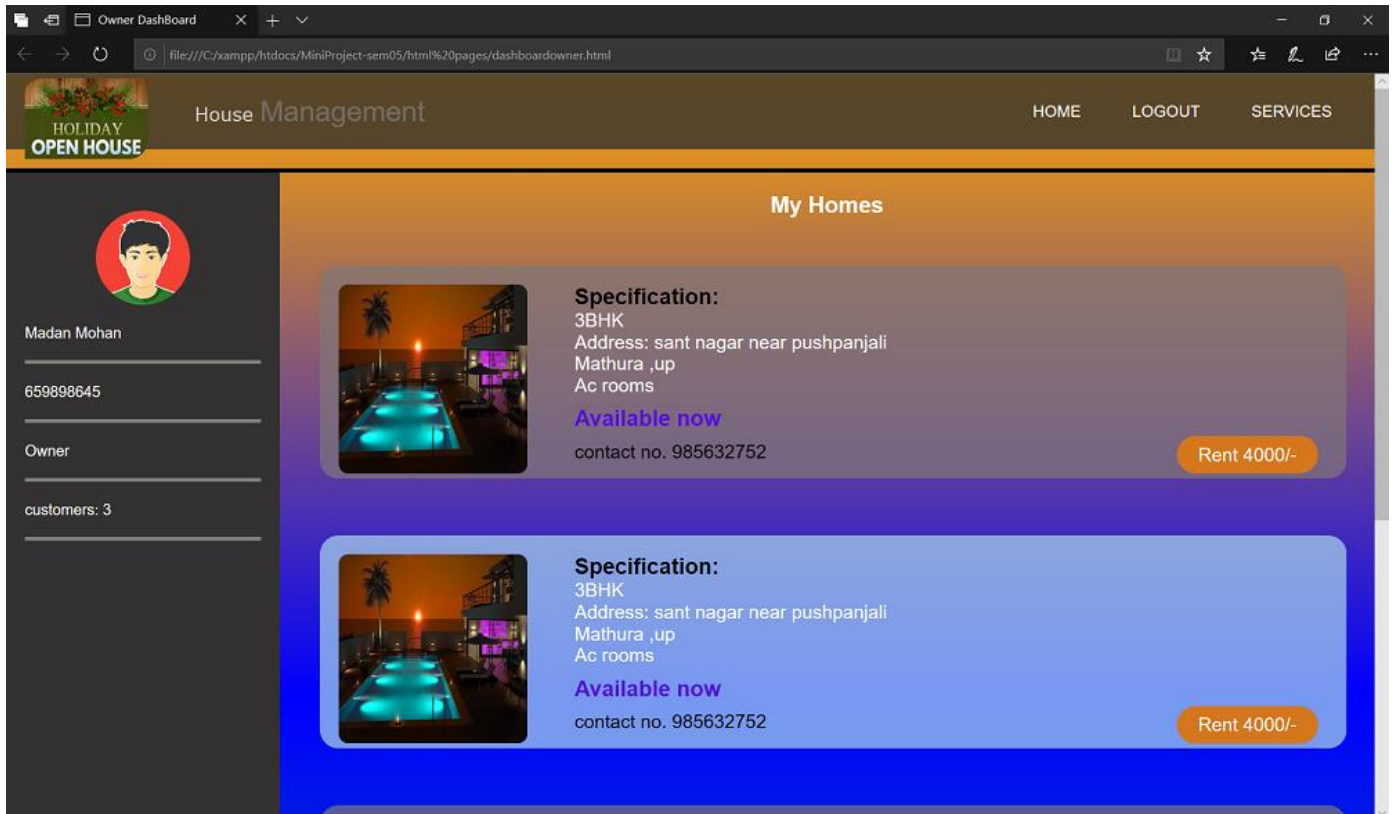 Owner DashBoard
file:///C:/xampp/htdocs/MiniProject-sem05/html%20pages/dashboardowner.html
HOLIDAY
OPEN HOUSE
House Management
HOME LOGOUT SERVICES
Madan Mohan
659898645
Owner
customers: 3
My Homes
Specification:
3BHK
Address: sant nagar near pushpanjali
Mathura ,up
Ac rooms
Available now
contact no. 985632752
Rent 4000/-
Specification:
3BHK
Address: sant nagar near pushpanjali
Mathura ,up
Ac rooms
Available now
contact no. 985632752
Rent 4000/-